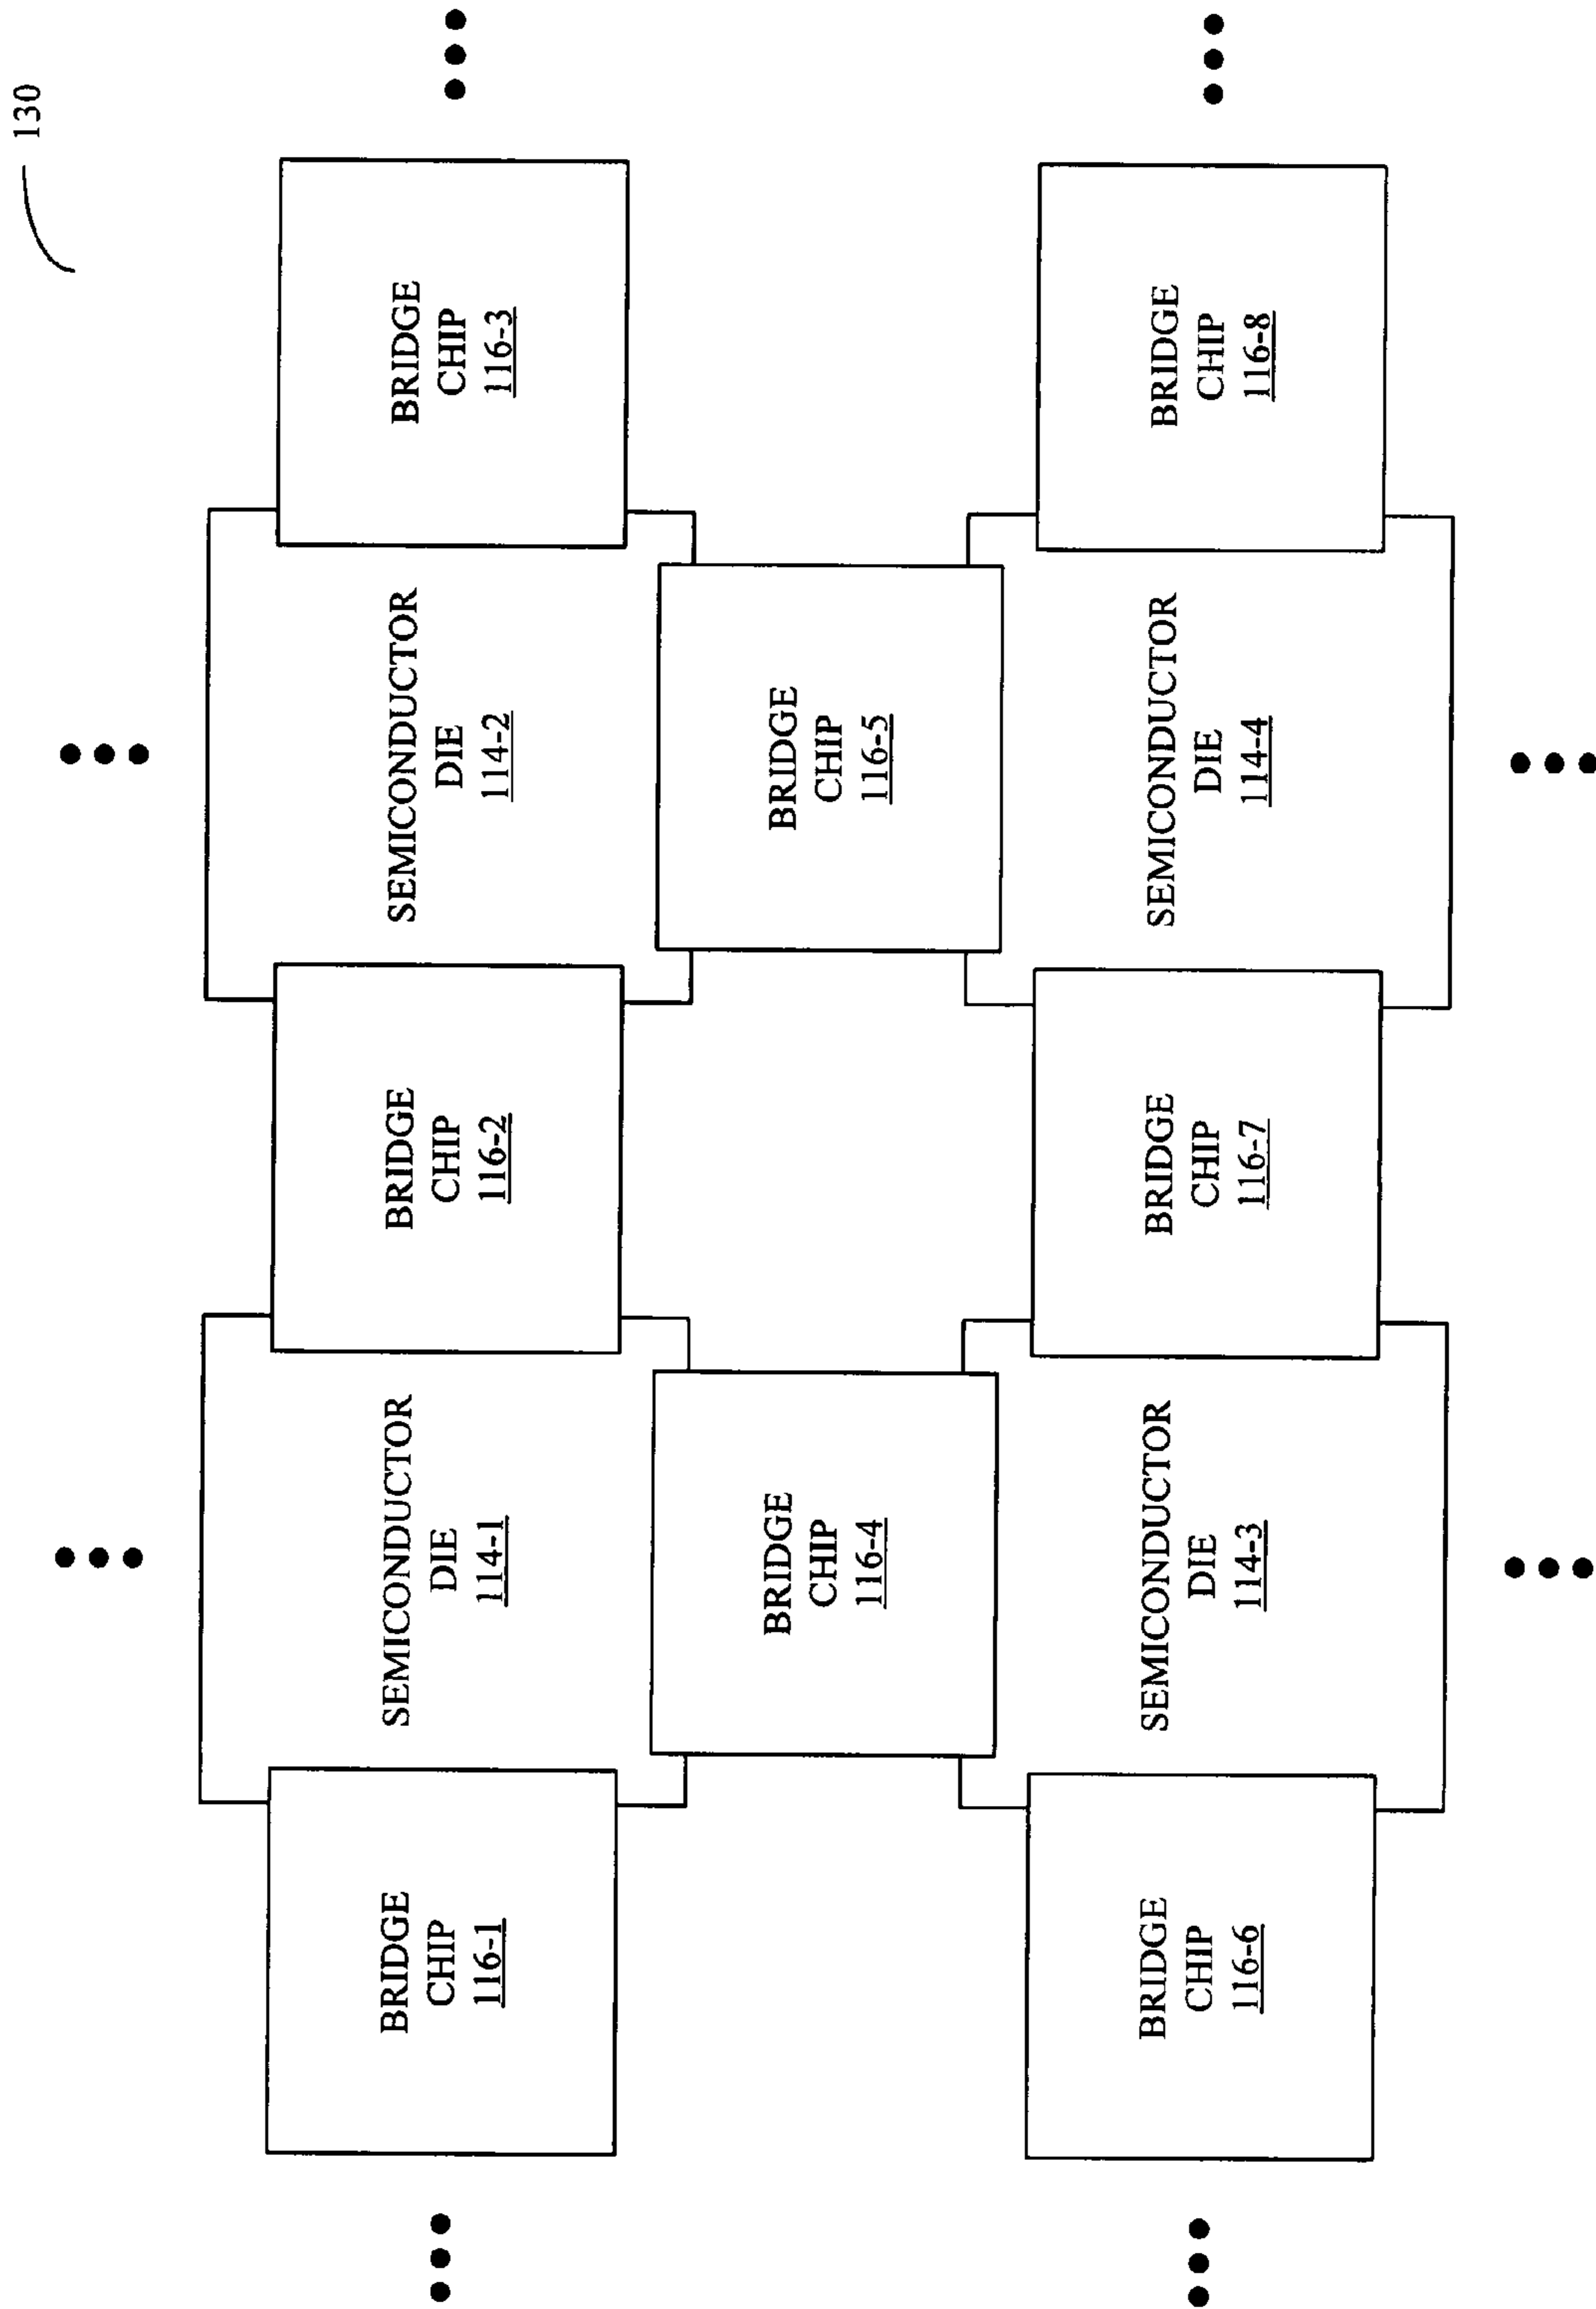 130
BRIDGE
CHIP
116-1
SEMICONDUCTOR
DIE
114-1
BRIDGE
CHIP
116-2
SEMICONDUCTOR
DIE
114-2
BRIDGE
CHIP
116-3
BRIDGE
CHIP
116-4
BRIDGE
CHIP
116-5
BRIDGE
CHIP
116-6
SEMICONDUCTOR
DIE
114-3
BRIDGE
CHIP
116-7
SEMICONDUCTOR
DIE
114-4
BRIDGE
CHIP
116-8